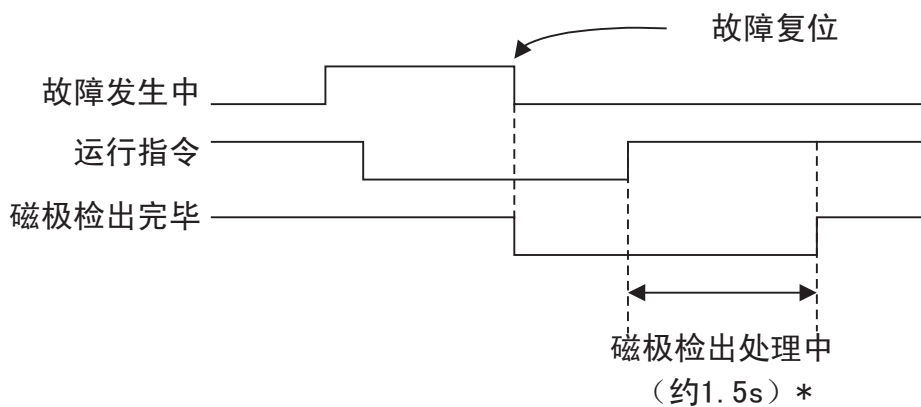 故障复位
故障发生中
运行指令
磁极检出完毕
磁极检出处理中
（约1.5s）*